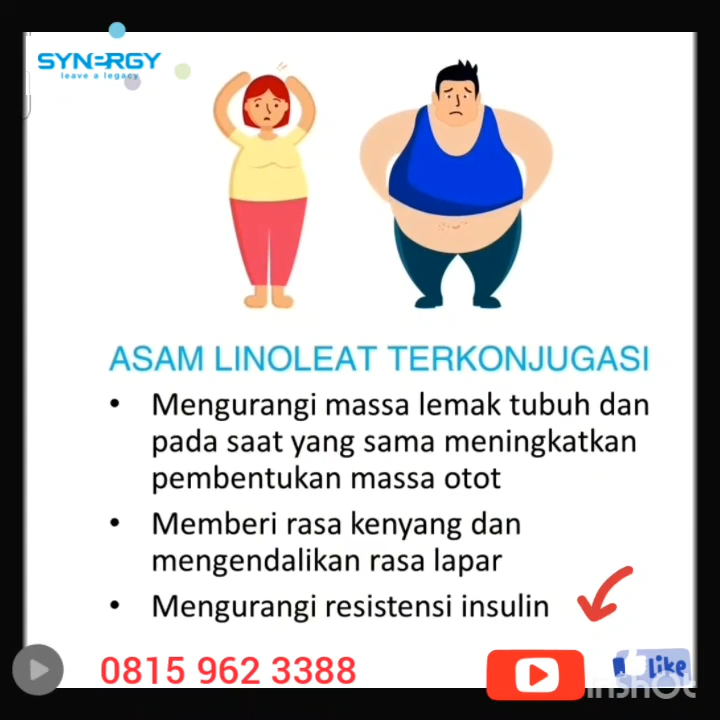 SYNERGY
leave a legacy
ASAM LINOLEAT TERKONJUGASI
• Mengurangi massa lemak tubuh dan
pada saat yang sama meningkatkan
pembentukan massa otot
• Memberi rasa kenyang dan
mengendalikan rasa lapar
• Mengurangi resistensi insulin
0815 962 3388
like
InShOt